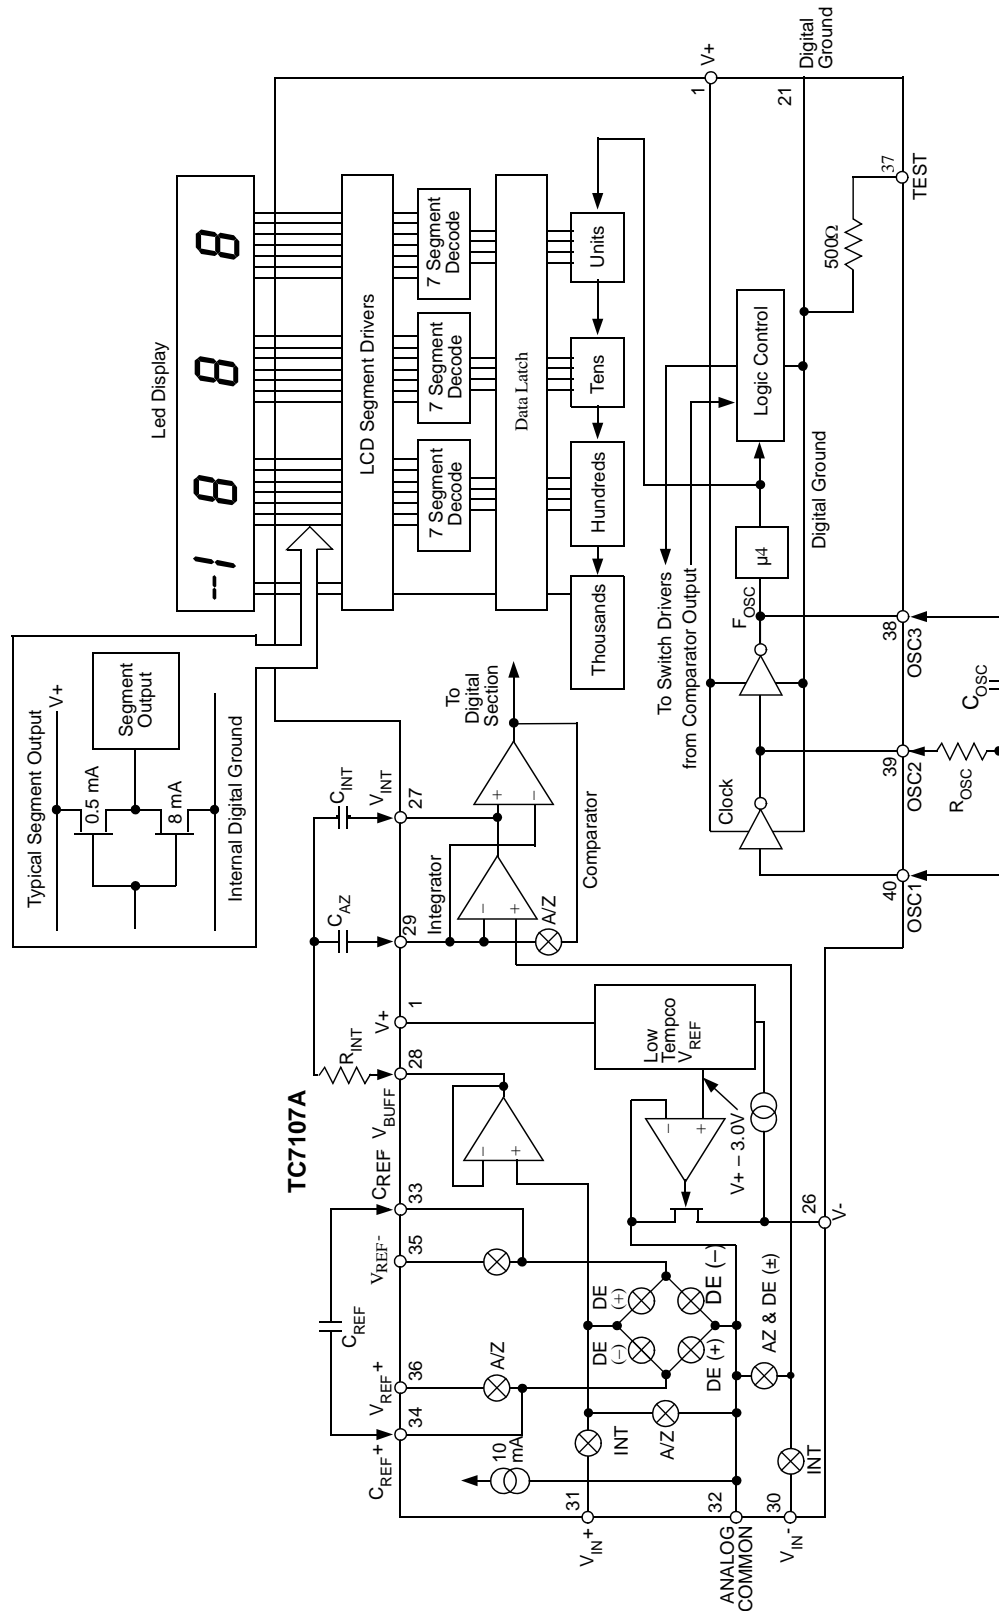 TC7107A
Typical Segment Output
V+
0.5 mA
8 mA
Segment
Output
Internal Digital Ground
Led Display
LCD Segment Drivers
7 Segment
Decode
7 Segment
Decode
7 Segment
Decode
Data Latch
Thousands
Hundreds
Tens
Units
To Switch Drivers
from Comparator Output
V+
1
Clock
FOSC
µ4
Logic Control
Digital Ground
21
Digital
Ground
500Ω
37
TEST
40
OSC1
39
OSC2
38
OSC3
ROSC
COSC
CREF
CREF+
34
VREF+
36
VREF-
35
CREF
33
VBUFF
28
RINT
V+
1
CAZ
29
CINT
VINT
27
Integrator
To
Digital
Section
Comparator
A/Z
–
+
+
–
–
+
A/Z
10
mA
31
VIN+
INT
A/Z
DE
(–)
DE
(+)
DE (+)
DE (–)
32
ANALOG
COMMON
AZ & DE (±)
30
VIN-
INT
Low
Tempco
VREF
–
+
V+ – 3.0V
26
V-